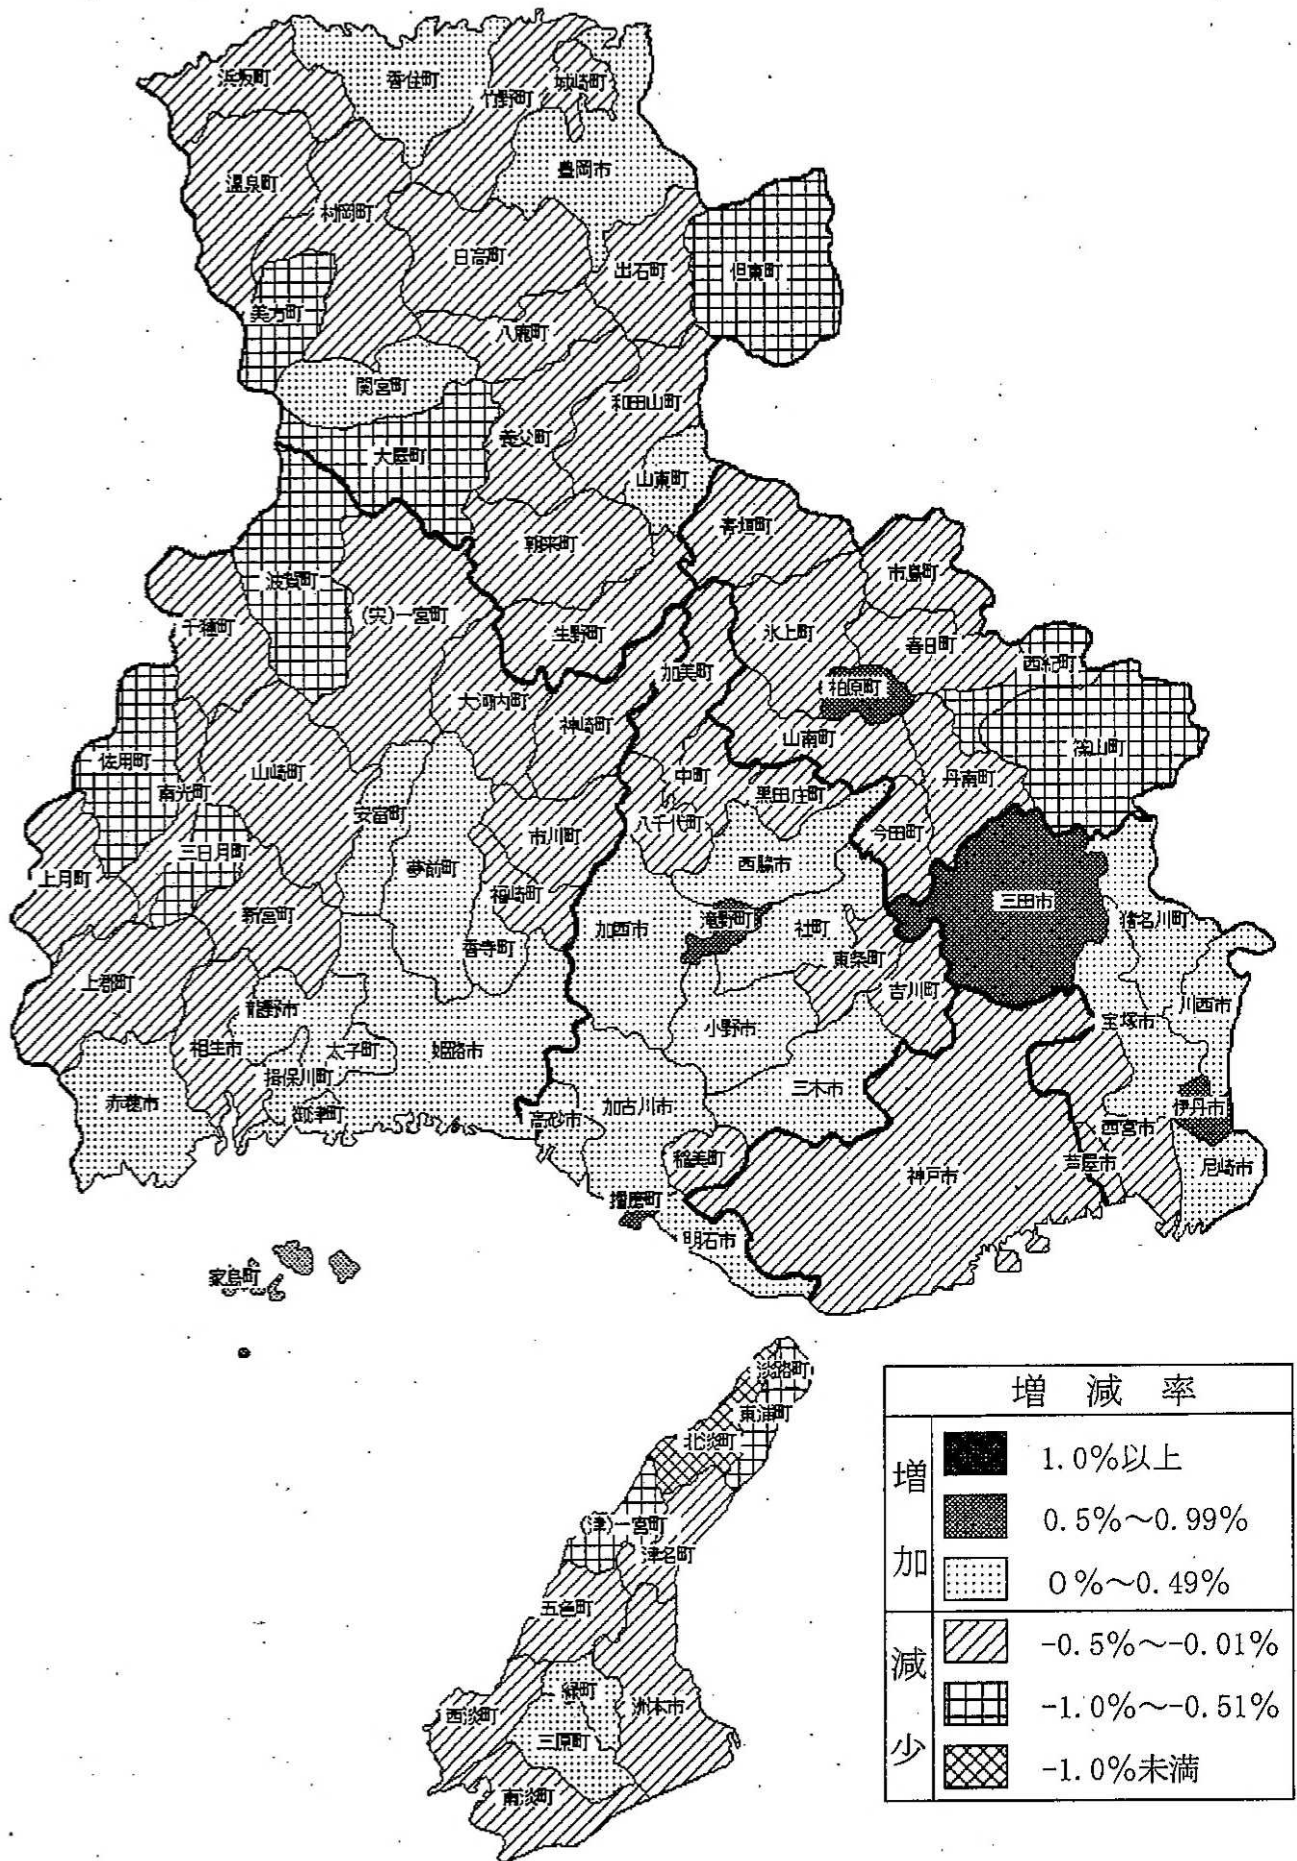 浜坂町
香住町
竹野町
城崎町
豊岡市
温泉町
村岡町
日高町
出石町
但東町
美方町
八鹿町
関宮町
和田山町
養父町
大屋町
山東町
青垣町
朝来町
市島町
波賀町
(宍)一宮町
千種町
生野町
氷上町
春日町
加美町
西紀町
柏原町
大河内町
神崎町
山南町
篠山町
佐用町
山崎町
南光町
中町
丹南町
黒田庄町
安富町
市川町
八千代町
今田町
三日月町
夢前町
西脇市
上月町
福崎町
三田市
新宮町
滝野町
猪名川町
加西市
社町
香寺町
東条町
上郡町
吉川町
龍野市
川西市
小野市
宝塚市
相生市
太子町
姫路市
揖保川町
三木市
赤穂市
御津町
高砂市
加古川市
伊丹市
西宮市
稲美町
芦屋市
尼崎市
神戸市
播磨町
明石市
家島町
淡路町
東浦町
北淡町
(津)一宮町
津名町
五色町
緑町
西淡町
洲本市
三原町
南淡町
増減率
増加
1.0%以上
0.5%～0.99%
0%～0.49%
減少
-0.5%～-0.01%
-1.0%～-0.51%
-1.0%未満